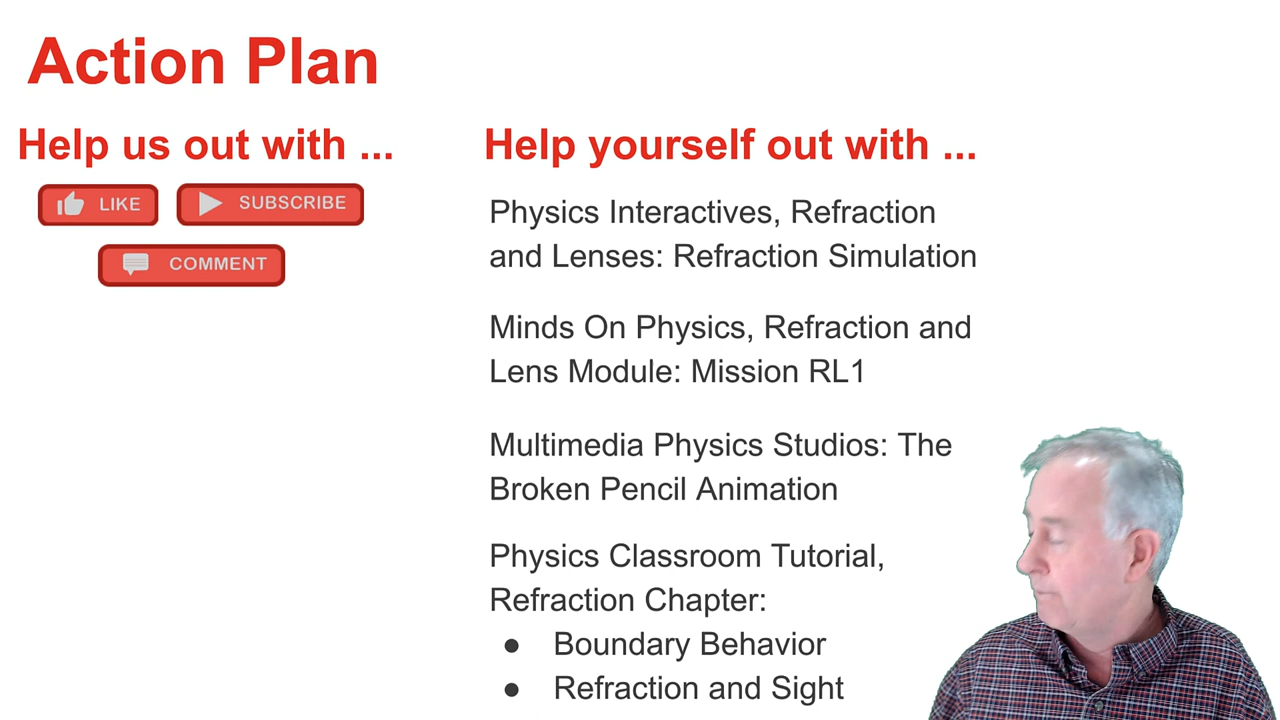 Action Plan
Help us out with ...
LIKE
SUBSCRIBE
COMMENT
Help yourself out with ...
Physics Interactives, Refraction
and Lenses: Refraction Simulation
Minds On Physics, Refraction and
Lens Module: Mission RL1
Multimedia Physics Studios: The
Broken Pencil Animation
Physics Classroom Tutorial,
Refraction Chapter:
● Boundary Behavior
● Refraction and Sight